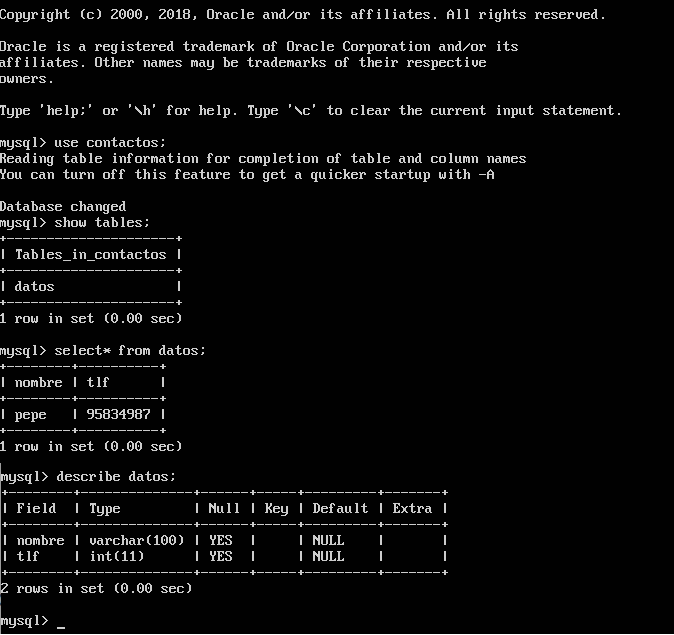 Copyright (c) 2000, 2018, Oracle and/or its affiliates. All rights reserved.
Oracle is a registered trademark of Oracle Corporation and/or its
affiliates. Other names may be trademarks of their respective
owners.
Type 'help;' or '\h' for help. Type '\c' to clear the current input statement.
mysql> use contactos;
Reading table information for completion of table and column names
You can turn off this feature to get a quicker startup with -A
Database changed
mysql> show tables;
+---------------------+
| Tables_in_contactos |
+---------------------+
| datos               |
+---------------------+
1 row in set (0.00 sec)
mysql> select* from datos;
+--------+----------+
| nombre | tlf      |
+--------+----------+
| pepe   | 95834987 |
+--------+----------+
1 row in set (0.00 sec)
mysql> describe datos;
+--------+--------------+------+-----+---------+-------+
| Field  | Type         | Null | Key | Default | Extra |
+--------+--------------+------+-----+---------+-------+
| nombre | varchar(100) | YES  |     | NULL    |       |
| tlf    | int(11)      | YES  |     | NULL    |       |
+--------+--------------+------+-----+---------+-------+
2 rows in set (0.00 sec)
mysql> _